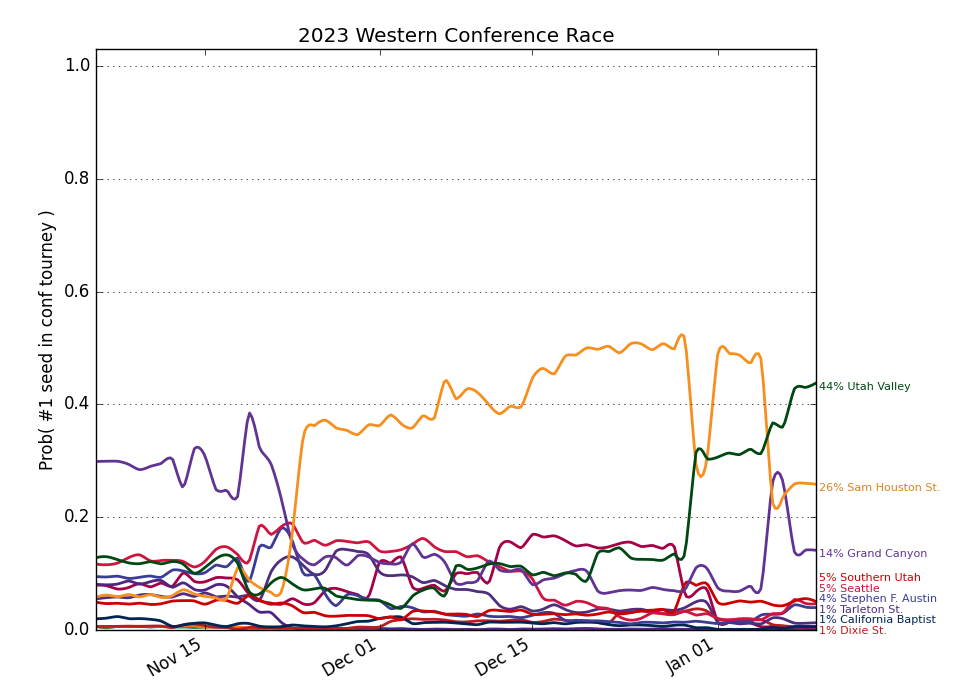 2023 Western Conference Race
1.0
0.8
0.6
0.4
0.2
0.0
Prob( #1 seed in conf tourney )
Nov 15
Dec 01
Dec 15
Jan 01
44% Utah Valley
26% Sam Houston St.
14% Grand Canyon
5% Southern Utah
5% Seattle
4% Stephen F. Austin
1% Tarleton St.
1% California Baptist
1% Dixie St.